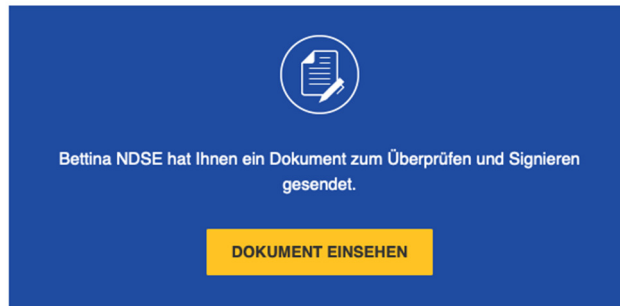 Bettina NDSE hat Ihnen ein Dokument zum Überprüfen und Signieren
gesendet.
DOKUMENT EINSEHEN